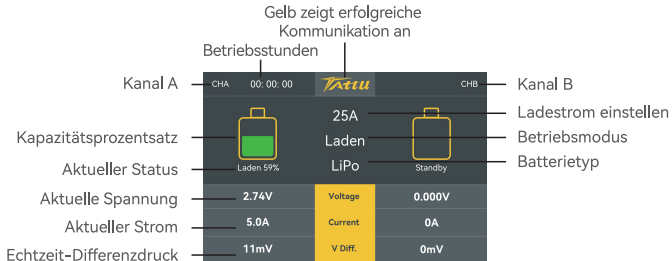 Gelb zeigt erfolgreiche
Kommunikation an
Betriebsstunden
Kanal A
CHA 00: 00: 00 TATTU CHB
Kanal B
25A
Ladestrom einstellen
Kapazitätsprozentsatz
Laden
Betriebsmodus
Aktueller Status
Laden 59%
LiPo
Standby
Batterietyp
Aktuelle Spannung
2.74V Voltage 0.000V
Aktueller Strom
5.0A Current 0A
Echtzeit-Differenzdruck
11mV V Diff. 0mV